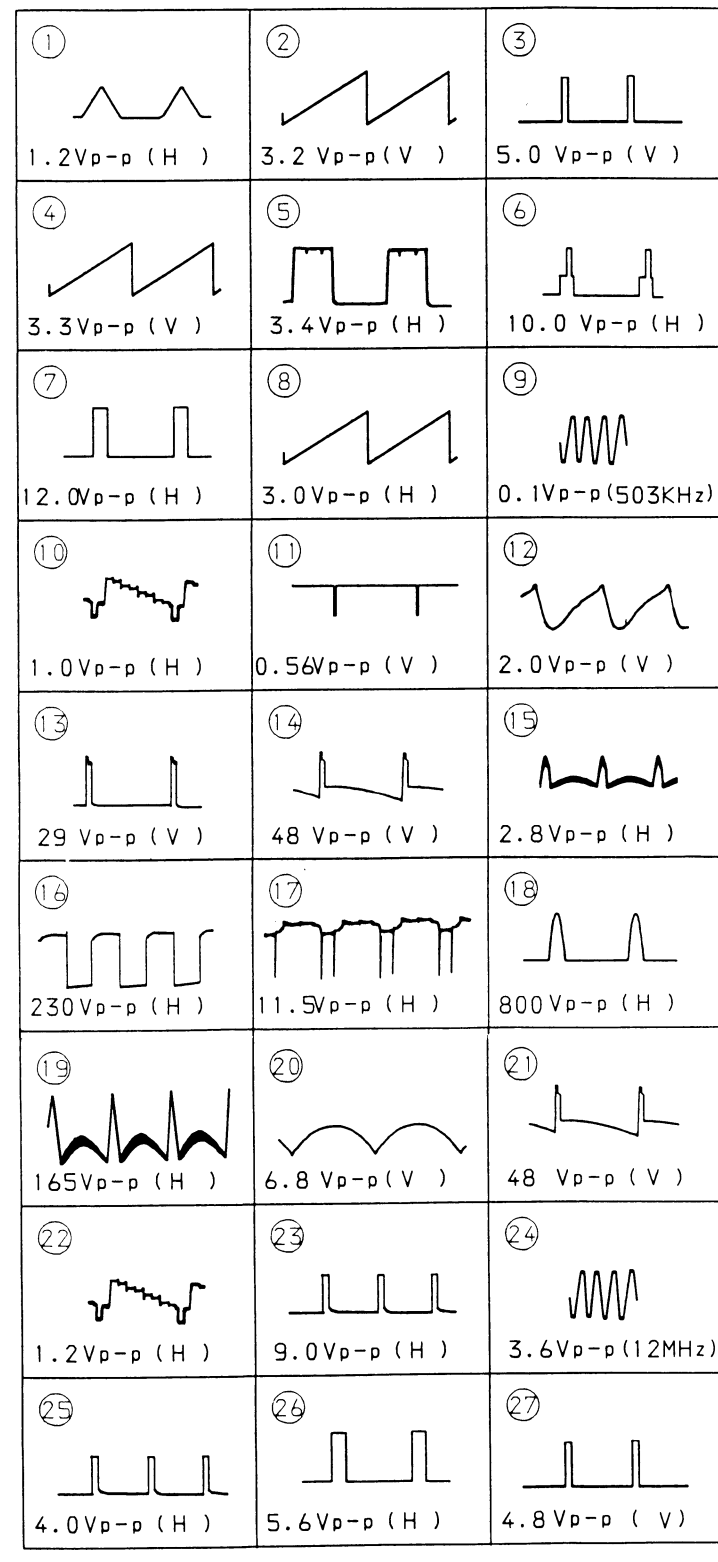 1 2 3
1.2Vp-p (H ) 3.2 Vp-p(V ) 5.0 Vp-p (V )
4 5 6
3.3Vp-p (V ) 3.4Vp-p (H ) 10.0 Vp-p(H )
7 8 9
12.0Vp-p (H ) 3.0Vp-p (H ) 0.1Vp-p(503KHz)
10 11 12
1.0Vp-p (H ) 0.56Vp-p (V ) 2.0Vp-p (V )
13 14 15
29 Vp-p (V ) 48 Vp-p (V ) 2.8Vp-p (H )
16 17 18
230Vp-p (H ) 11.5Vp-p (H ) 800Vp-p (H )
19 20 21
165Vp-p (H ) 6.8 Vp-p(V ) 48 Vp-p (V )
22 23 24
1.2Vp-p (H ) 9.0Vp-p (H ) 3.6Vp-p(12MHz)
25 26 27
4.0Vp-p (H ) 5.6Vp-p (H ) 4.8Vp-p ( V)